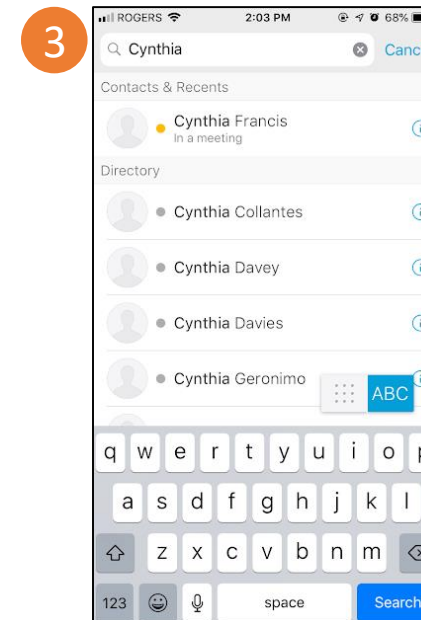 3
ROGERS 2:03 PM 68%
Cynthia Canc
Contacts & Recents
Cynthia Francis
In a meeting
Directory
Cynthia Collantes
Cynthia Davey
Cynthia Davies
Cynthia Geronimo
ABC
q w e r t y u i o p
a s d f g h j k l
z x c v b n m
123 space Search